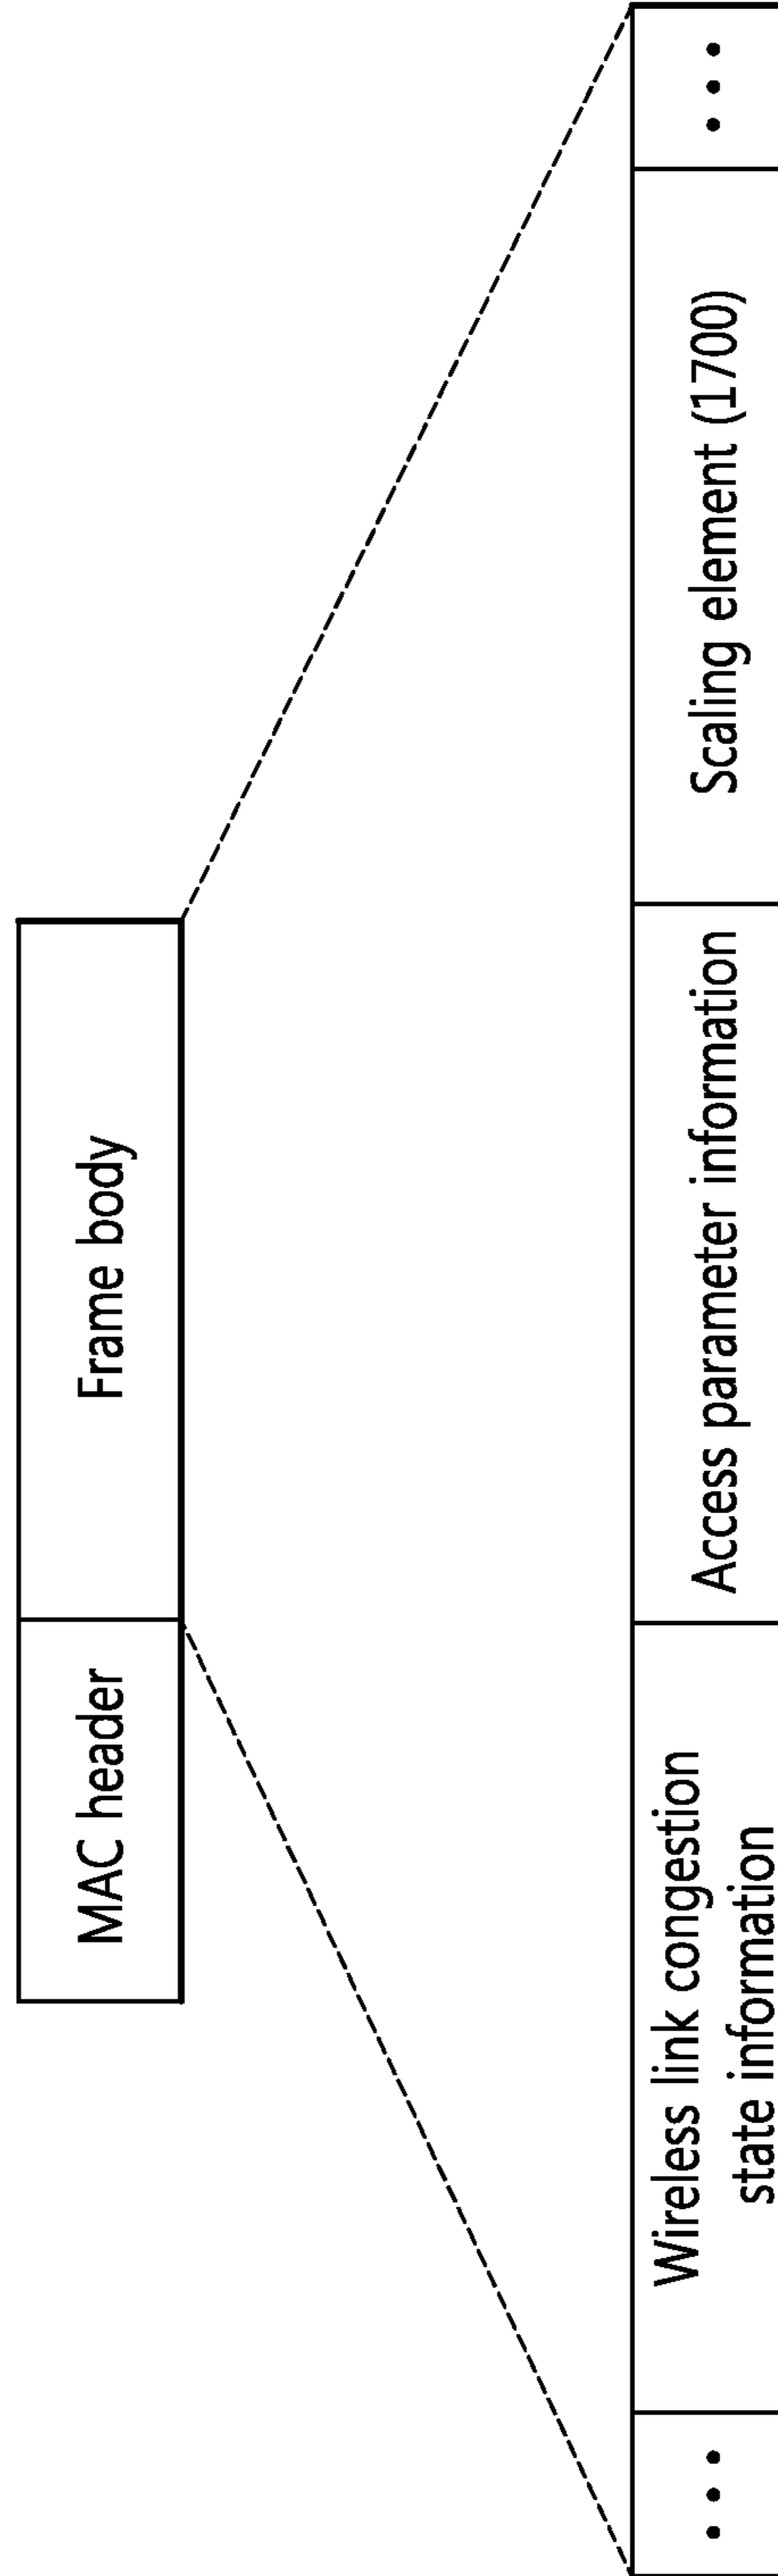 MAC header
Frame body
• • •
Wireless link congestion
state information
Access parameter information
Scaling element (1700)
• • •